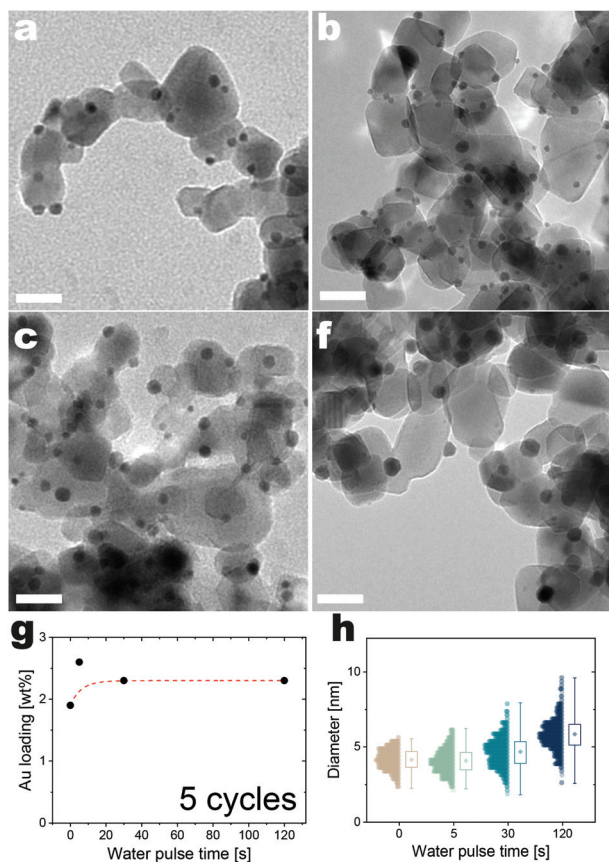 a
b
c
f
g
Au loading [wt%]
3
2
1
0
5 cycles
0 20 40 60 80 100 120
Water pulse time [s]
h
Diameter [nm]
10
5
0
0 5 30 120
Water pulse time [s]